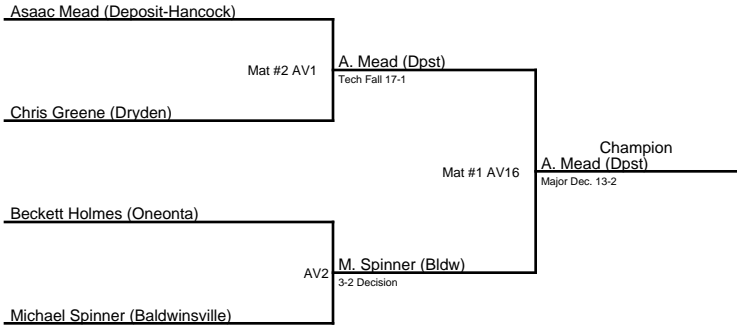 Asaac Mead (Deposit-Hancock)
Mat #2 AV1
A. Mead (Dpst)
Tech Fall 17-1
Chris Greene (Dryden)
Champion
Mat #1 AV16
A. Mead (Dpst)
Major Dec. 13-2
Beckett Holmes (Oneonta)
AV2
M. Spinner (Bldw)
3-2 Decision
Michael Spinner (Baldwinsville)